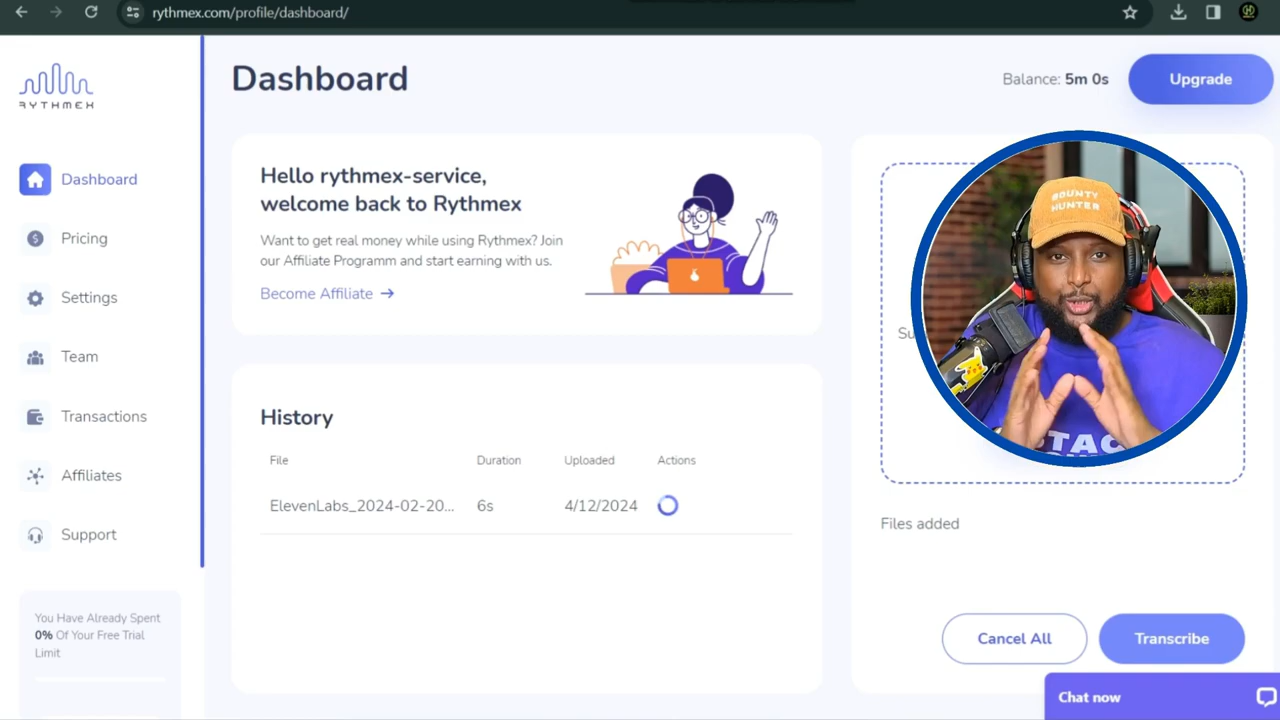 rythmex.com/profile/dashboard/
RYTHMEX
Dashboard
Pricing
Settings
Team
Transactions
Affiliates
Support
You Have Already Spent
0% Of Your Free Trial
Limit
Dashboard
Balance: 5m 0s
Upgrade
Hello rythmex-service,
welcome back to Rythmex
Want to get real money while using Rythmex? Join
our Affiliate Programm and start earning with us.
Become Affiliate →
History
File Duration Uploaded Actions
ElevenLabs_2024-02-20... 6s 4/12/2024
BOUNTY
HUNTER
Files added
Cancel All
Transcribe
Chat now